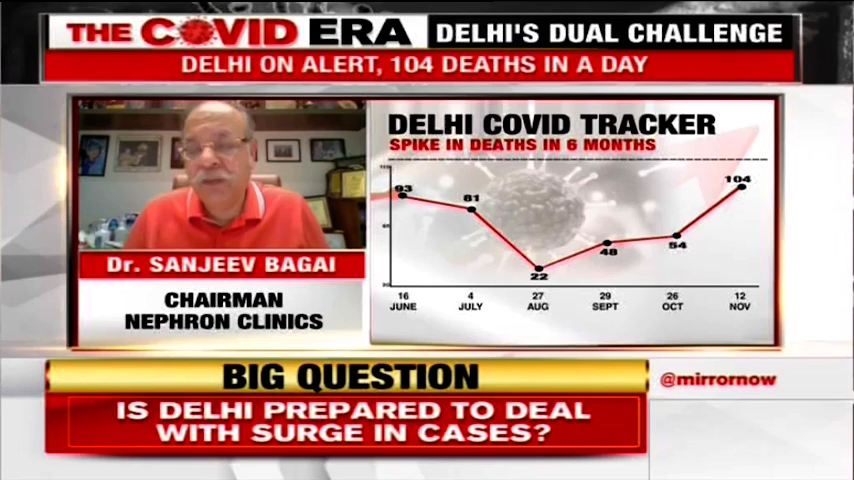 THE COVID ERA
DELHI'S DUAL CHALLENGE
DELHI ON ALERT, 104 DEATHS IN A DAY
Dr. SANJEEV BAGAI
CHAIRMAN
NEPHRON CLINICS
DELHI COVID TRACKER
SPIKE IN DEATHS IN 6 MONTHS
93
81
22
48
54
104
16 JUNE
4 JULY
27 AUG
29 SEPT
26 OCT
12 NOV
BIG QUESTION
IS DELHI PREPARED TO DEAL
WITH SURGE IN CASES?
@mirrornow